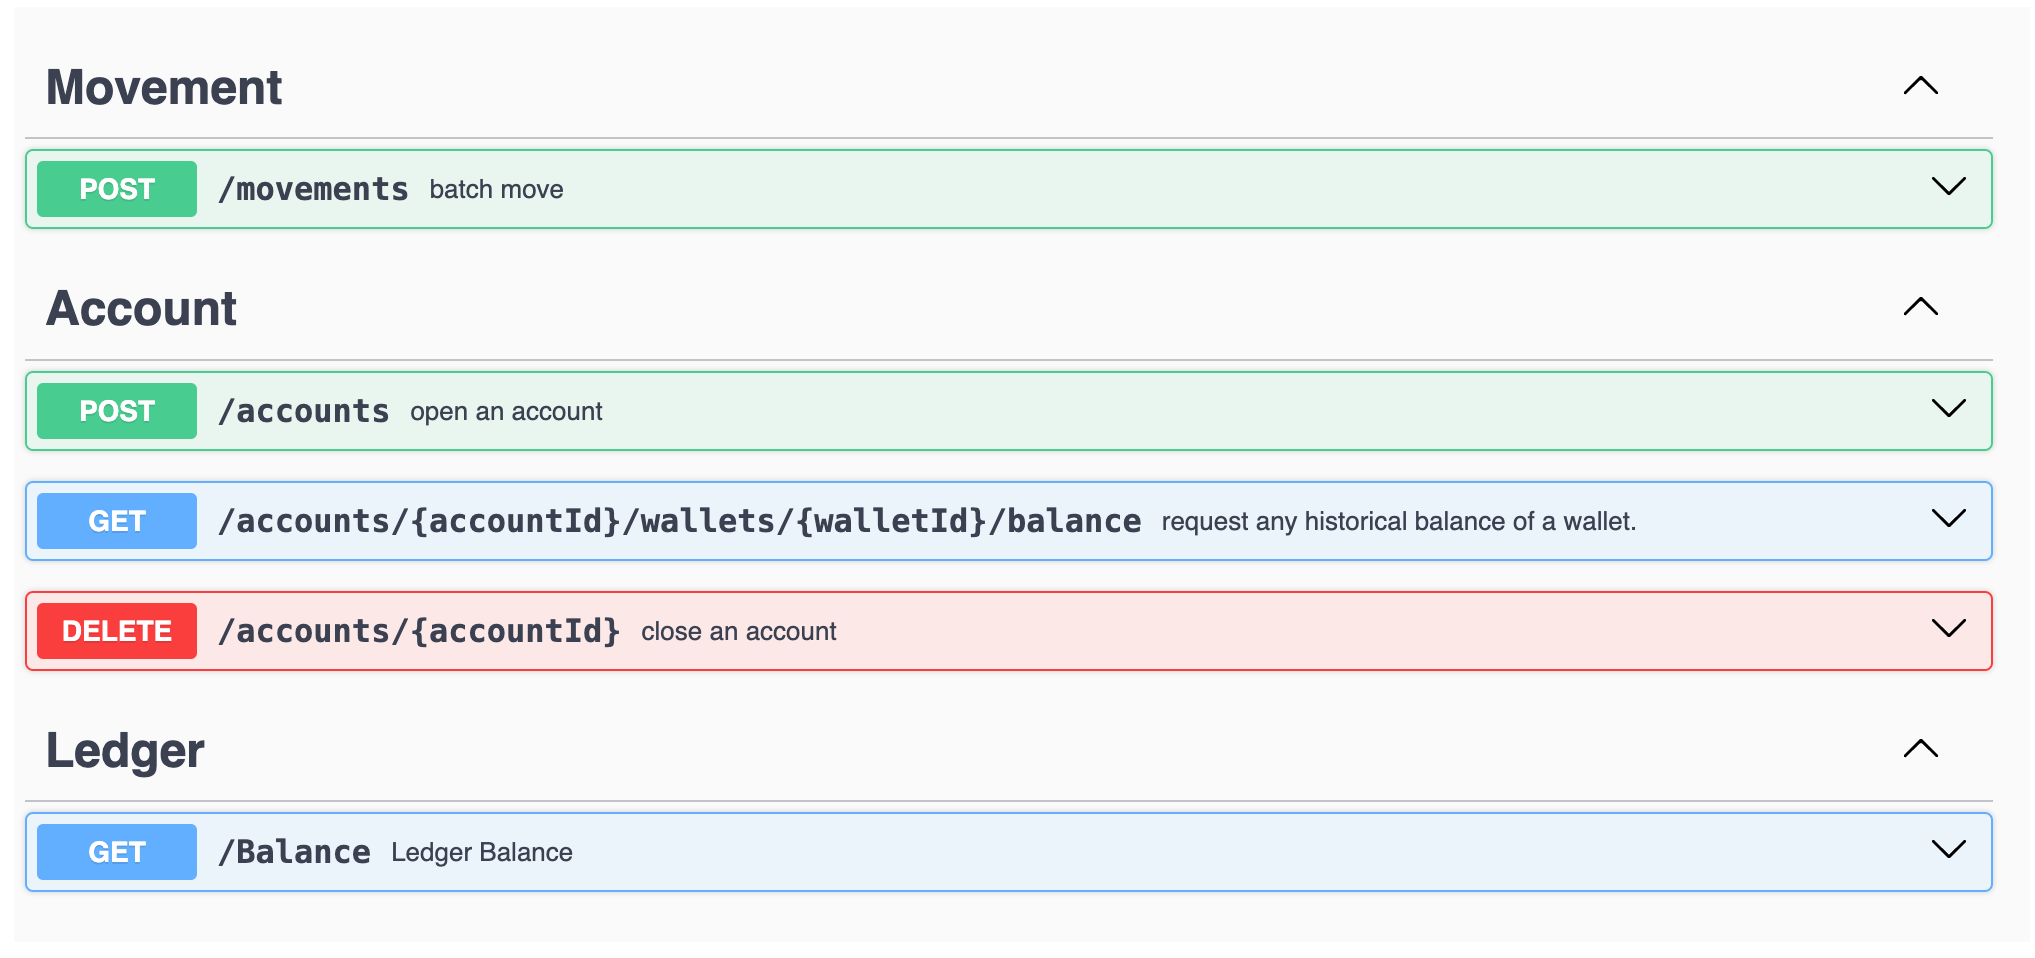 Movement
POST /movements batch move
Account
POST /accounts open an account
GET /accounts/{accountId}/wallets/{walletId}/balance request any historical balance of a wallet.
DELETE /accounts/{accountId} close an account
Ledger
GET /Balance Ledger Balance